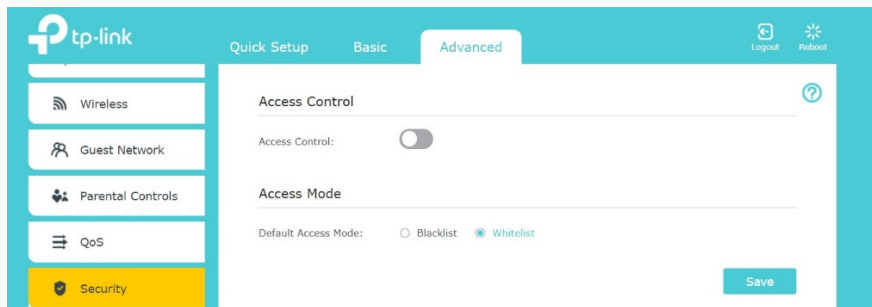 tp-link
Quick Setup Basic Advanced
Logout Reboot
Wireless
Guest Network
Parental Controls
QoS
Security
Access Control
?
Access Control:
Access Mode
Default Access Mode: Blacklist Whitelist
Save